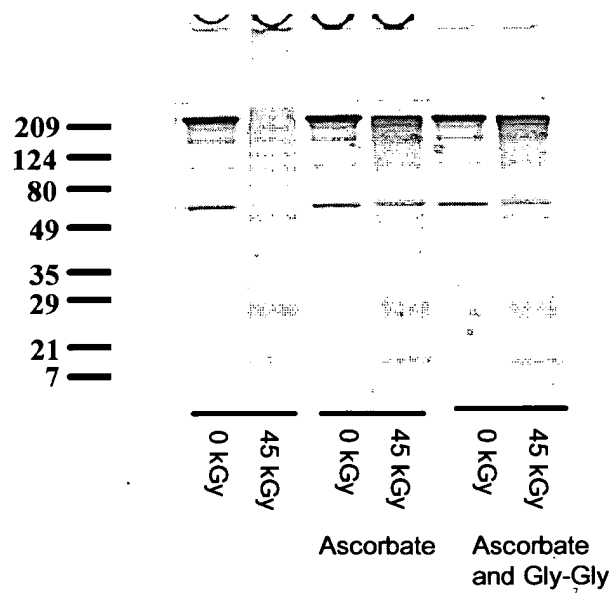 209
124
80
49
35
29
21
7
0 kGy
45 kGy
0 kGy
45 kGy
0 kGy
45 kGy
Ascorbate
Ascorbate
and Gly-Gly